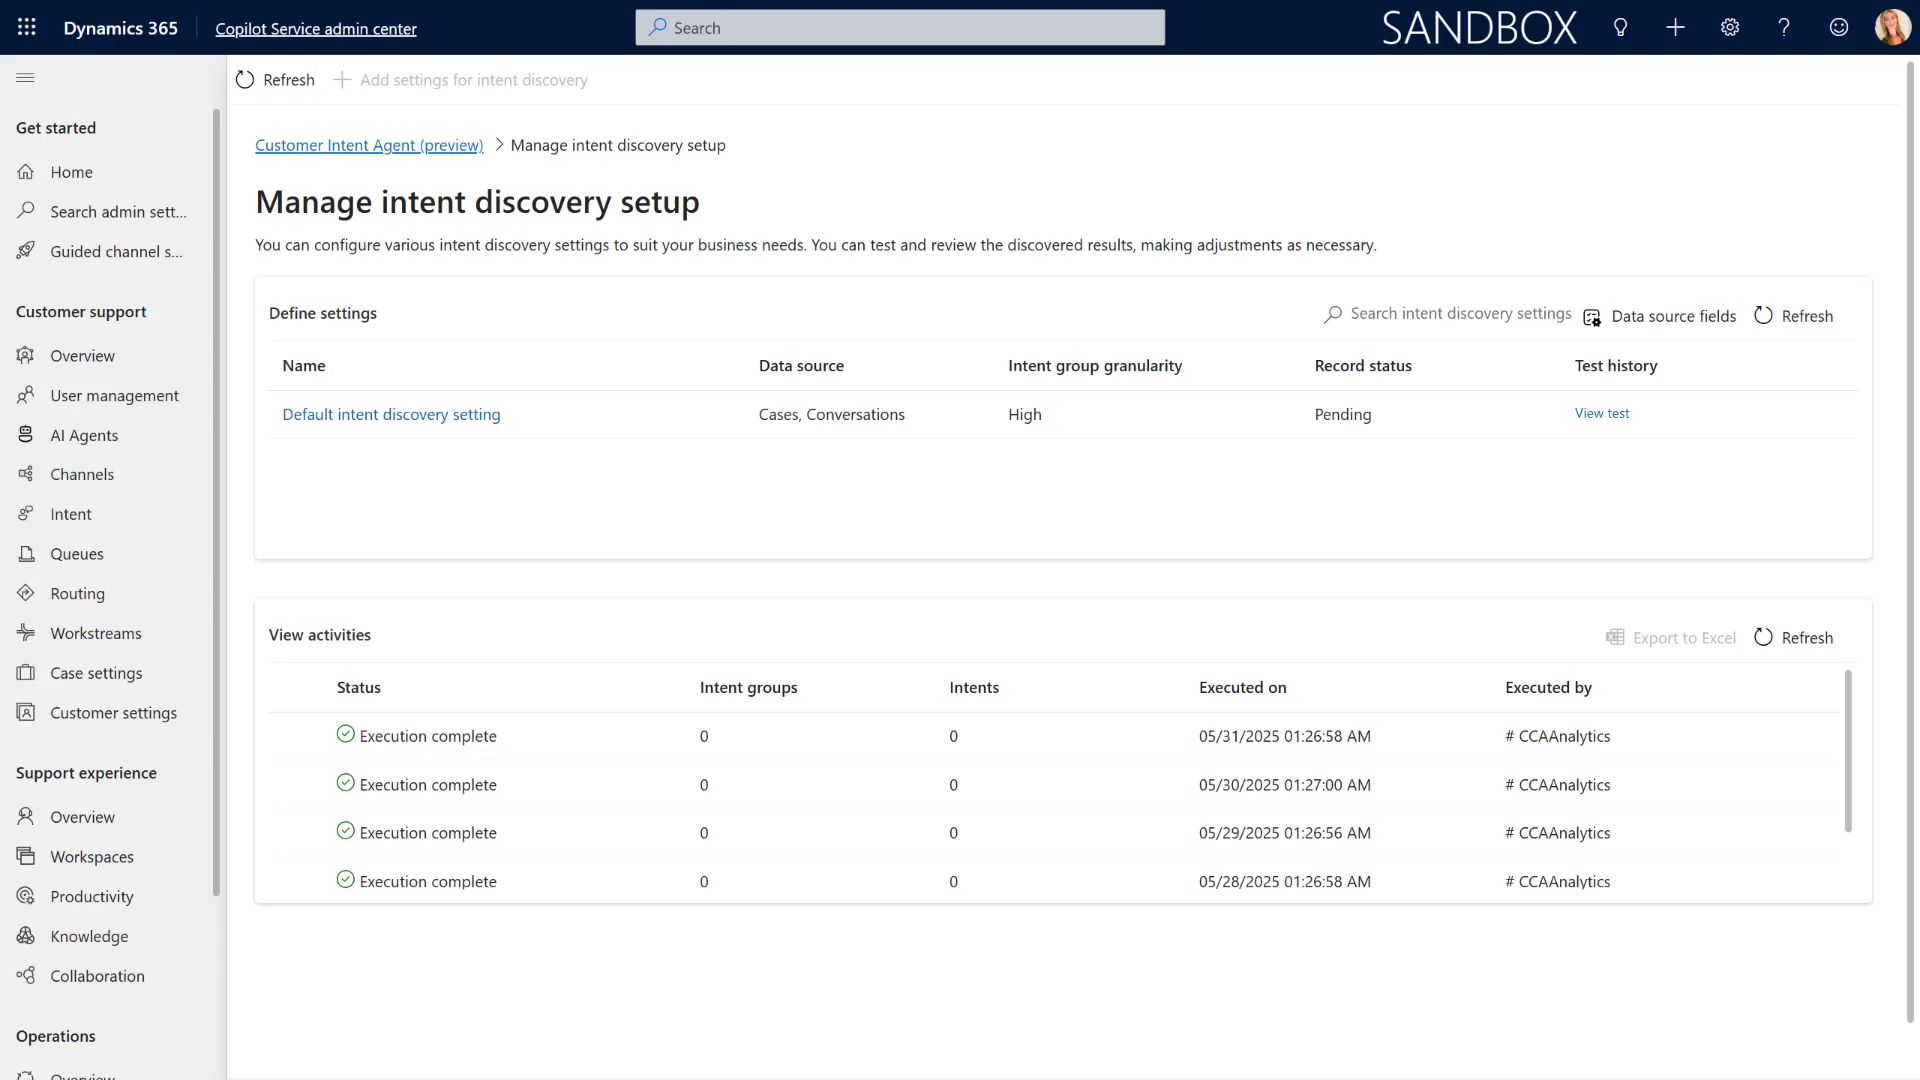 Dynamics 365
Copilot Service admin center
Search
SANDBOX
Refresh
Add settings for intent discovery
Get started
Home
Search admin sett...
Guided channel s...
Customer support
Overview
User management
AI Agents
Channels
Intent
Queues
Routing
Workstreams
Case settings
Customer settings
Support experience
Overview
Workspaces
Productivity
Knowledge
Collaboration
Operations
Overview
Customer Intent Agent (preview) > Manage intent discovery setup
Manage intent discovery setup
You can configure various intent discovery settings to suit your business needs. You can test and review the discovered results, making adjustments as necessary.
Define settings
Search intent discovery settings
Data source fields
Refresh
Name Data source Intent group granularity Record status Test history
Default intent discovery setting Cases, Conversations High Pending View test
View activities
Export to Excel
Refresh
Status Intent groups Intents Executed on Executed by
Execution complete 0 0 05/31/2025 01:26:58 AM # CCAAnalytics
Execution complete 0 0 05/30/2025 01:27:00 AM # CCAAnalytics
Execution complete 0 0 05/29/2025 01:26:56 AM # CCAAnalytics
Execution complete 0 0 05/28/2025 01:26:58 AM # CCAAnalytics